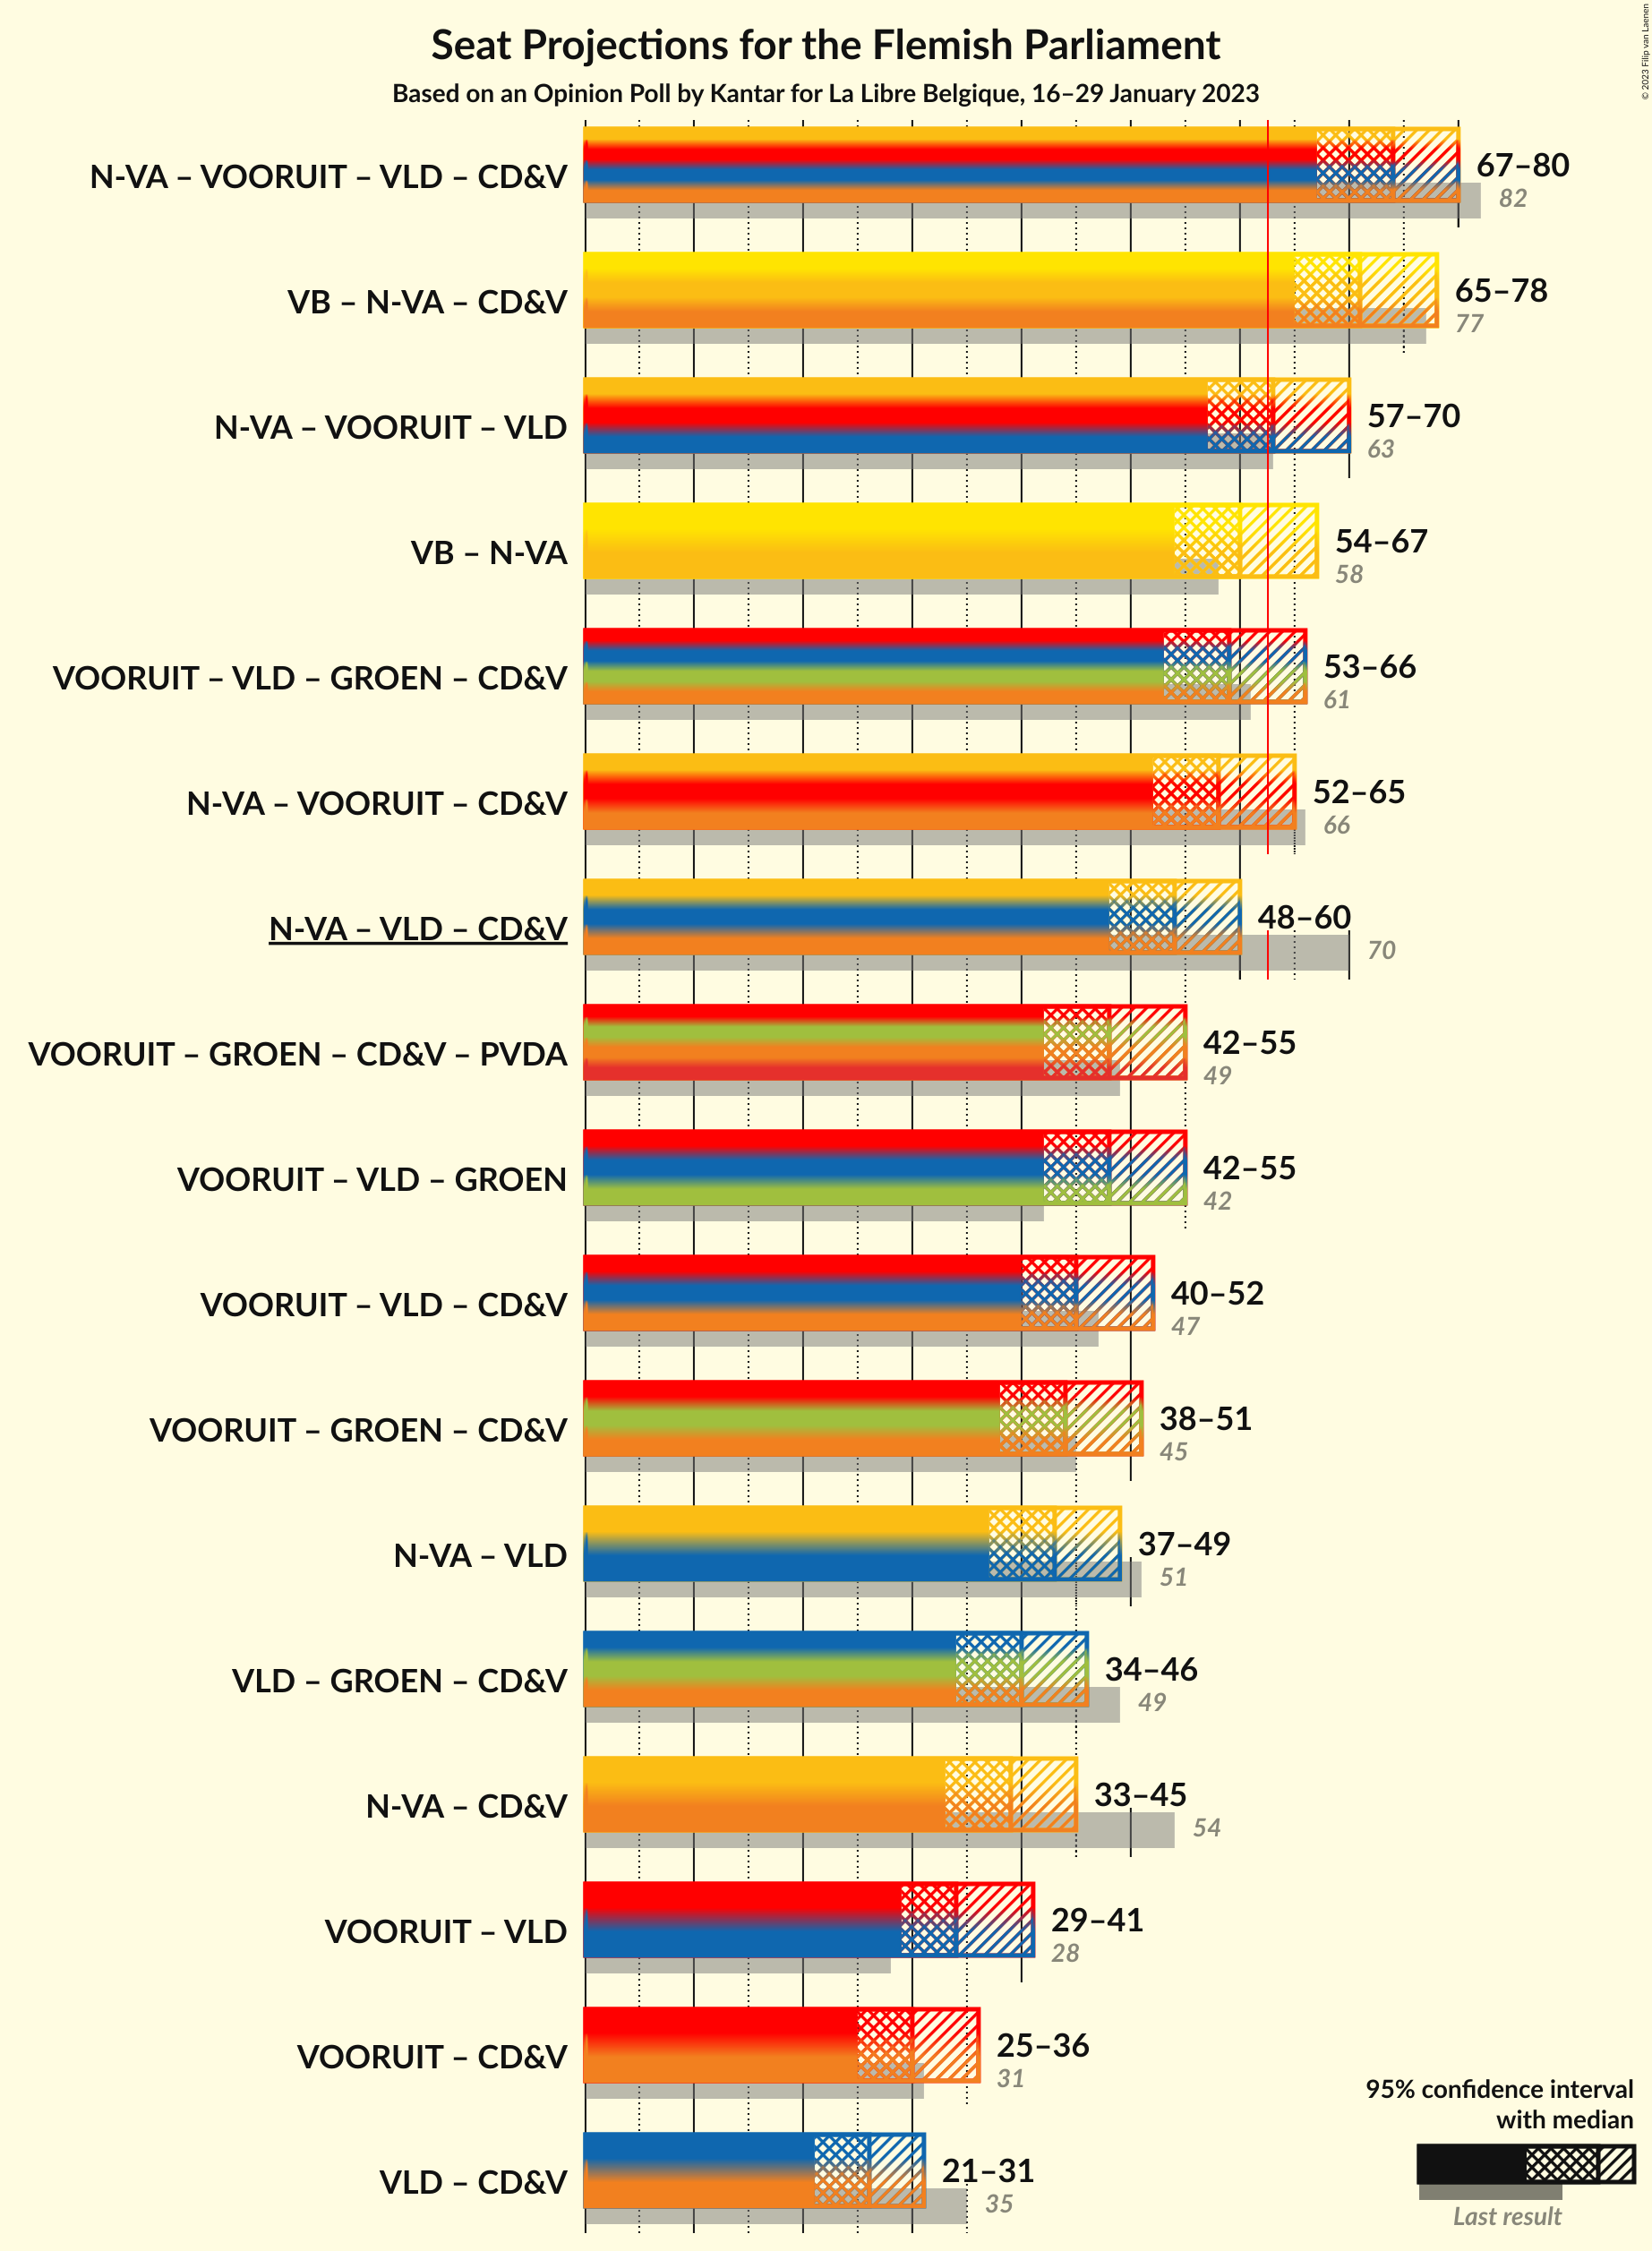 Seat Projections for the Flemish Parliament
Based on an Opinion Poll by Kantar for La Libre Belgique, 16–29 January 2023
© 2023 Filip van Laenen
N-VA – VOORUIT – VLD – CD&V
67–80
82
VB – N-VA – CD&V
65–78
77
N-VA – VOORUIT – VLD
57–70
63
VB – N-VA
54–67
58
VOORUIT – VLD – GROEN – CD&V
53–66
61
N-VA – VOORUIT – CD&V
52–65
66
N-VA – VLD – CD&V
48–60
70
VOORUIT – GROEN – CD&V – PVDA
42–55
49
VOORUIT – VLD – GROEN
42–55
42
VOORUIT – VLD – CD&V
40–52
47
VOORUIT – GROEN – CD&V
38–51
45
N-VA – VLD
37–49
51
VLD – GROEN – CD&V
34–46
49
N-VA – CD&V
33–45
54
VOORUIT – VLD
29–41
28
VOORUIT – CD&V
25–36
31
VLD – CD&V
21–31
35
95% confidence interval
with median
Last result